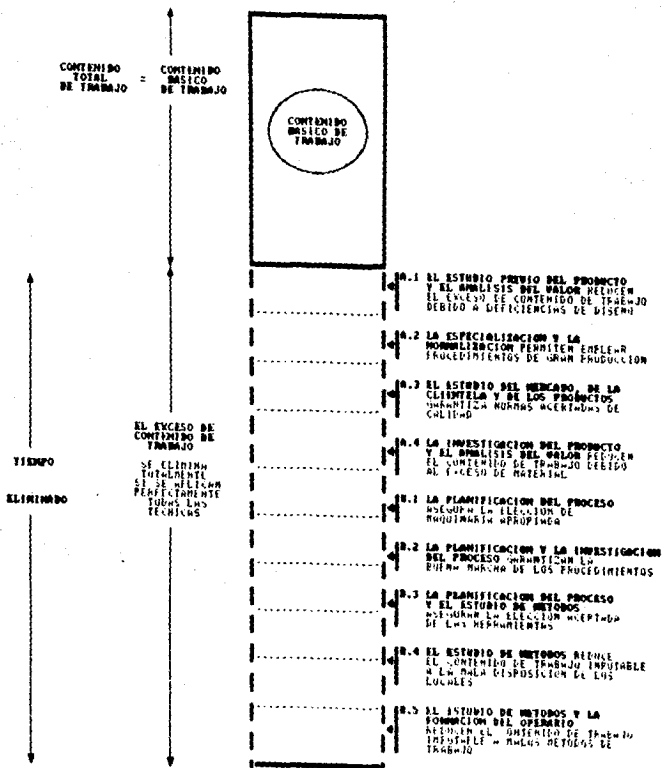 CONTENIDO
TOTAL
DE TRABAJO
=
CONTENIDO
BASICO
DE TRABAJO
CONTENIDO
BASICO DE
TRABAJO
TIEMPO
ELIMINADO
EL EXCESO DE
CONTENIDO DE
TRABAJO
SE ELIMINA
TOTALMENTE
SI SE APLICAN
PERFECTAMENTE
TODAS LAS
TECNICAS
A.1 EL ESTUDIO PREVIO DEL PRODUCTO
Y EL ANALISIS DEL VALOR REDUCEN
EL EXCESO DE CONTENIDO DE TRABAJO
DEBIDO A DEFICIENCIAS DE DISENO
A.2 LA ESPECIALIZACION Y LA
NORMALIZACION PERMITEN EMPLEAR
PROCEDIMIENTOS DE GRAN PRODUCCION
A.3 EL ESTUDIO DEL MERCADO, DE LA
CLIENTELA Y DE LOS PRODUCTOS
GARANTIZA NORMAS ACERTADAS DE
CALIDAD
A.4 LA INVESTIGACION DEL PRODUCTO
Y EL ANALISIS DEL VALOR REDUCEN
EL CONTENIDO DE TRABAJO DEBIDO
AL EXCESO DE MATERIAL
B.1 LA PLANIFICACION DEL PROCESO
ASEGURA LA ELECCION DE
MAQUINARIA APROPIADA
B.2 LA PLANIFICACION Y LA INVESTIGACION
DEL PROCESO GARANTIZAN LA
BUENA MARCHA DE LOS PROCEDIMIENTOS
B.3 LA PLANIFICACION DEL PROCESO
Y EL ESTUDIO DE METODOS
ASEGURAN LA ELECCION ACEPTADA
DE LAS HERRAMIENTAS
B.4 EL ESTUDIO DE METODOS REDUCE
EL CONTENIDO DE TRABAJO IMPUTABLE
A LA MALA DISPOSICION DE LOS
LOCALES
B.5 EL ESTUDIO DE METODOS Y LA
FORMACION DEL OPERARIO
REDUCEN EL CONTENIDO DE TRABAJO
IMPUTABLE A MALOS METODOS DE
TRABAJO